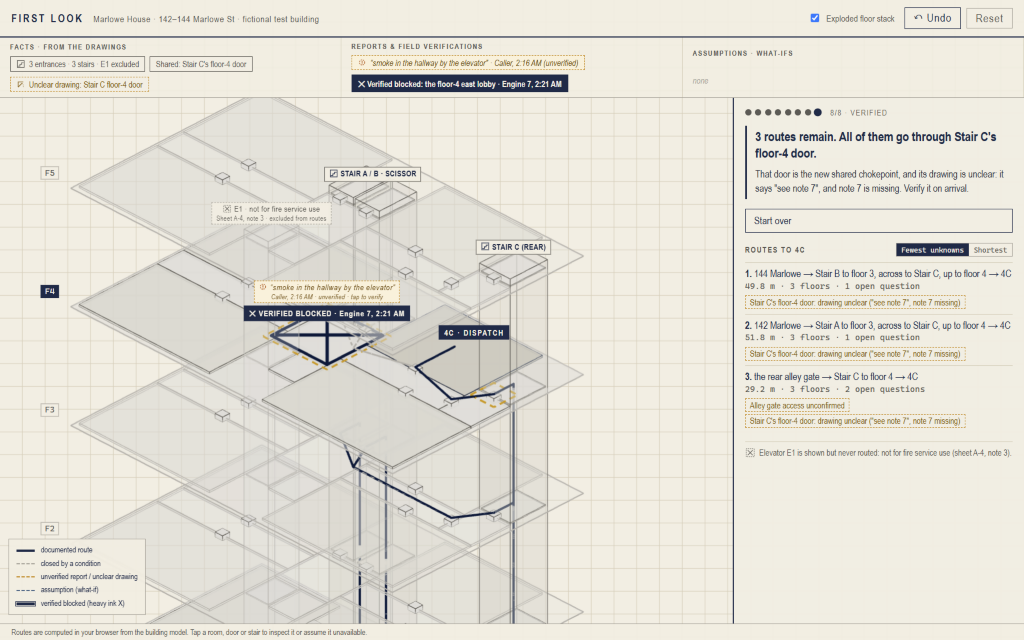 FIRST LOOK
Marlowe House · 142–144 Marlowe St · fictional test building
Exploded floor stack
Undo
Reset
FACTS · FROM THE DRAWINGS
3 entrances · 3 stairs   E1 excluded
Shared: Stair C's floor-4 door
Unclear drawing: Stair C floor-4 door
REPORTS & FIELD VERIFICATIONS
"smoke in the hallway by the elevator" · Caller, 2:16 AM (unverified)
Verified blocked: the floor-4 east lobby · Engine 7, 2:21 AM
ASSUMPTIONS · WHAT-IFS
none
F5
F4
F3
F2
STAIR A / B · SCISSOR
E1 · not for fire service use
Sheet A-4, note 3 · excluded from routes
STAIR C (REAR)
"smoke in the hallway by the elevator"
Caller, 2:16 AM · unverified · tap to verify
VERIFIED BLOCKED · Engine 7, 2:21 AM
4C · DISPATCH
documented route
closed by a condition
unverified report / unclear drawing
assumption (what-if)
verified blocked (heavy ink X)
8/8 · VERIFIED
3 routes remain. All of them go through Stair C's
floor-4 door.
That door is the new shared chokepoint, and its drawing is unclear: it
says "see note 7", and note 7 is missing. Verify it on arrival.
Start over
ROUTES TO 4C
Fewest unknowns
Shortest
1. 144 Marlowe → Stair B to floor 3, across to Stair C, up to floor 4 → 4C
49.8 m · 3 floors · 1 open question
Stair C's floor-4 door: drawing unclear ("see note 7", note 7 missing)
2. 142 Marlowe → Stair A to floor 3, across to Stair C, up to floor 4 → 4C
51.8 m · 3 floors · 1 open question
Stair C's floor-4 door: drawing unclear ("see note 7", note 7 missing)
3. the rear alley gate → Stair C to floor 4 → 4C
29.2 m · 3 floors · 2 open questions
Alley gate access unconfirmed
Stair C's floor-4 door: drawing unclear ("see note 7", note 7 missing)
Elevator E1 is shown but never routed: not for fire service use (sheet A-4, note 3).
Routes are computed in your browser from the building model. Tap a room, door or stair to inspect it or assume it unavailable.